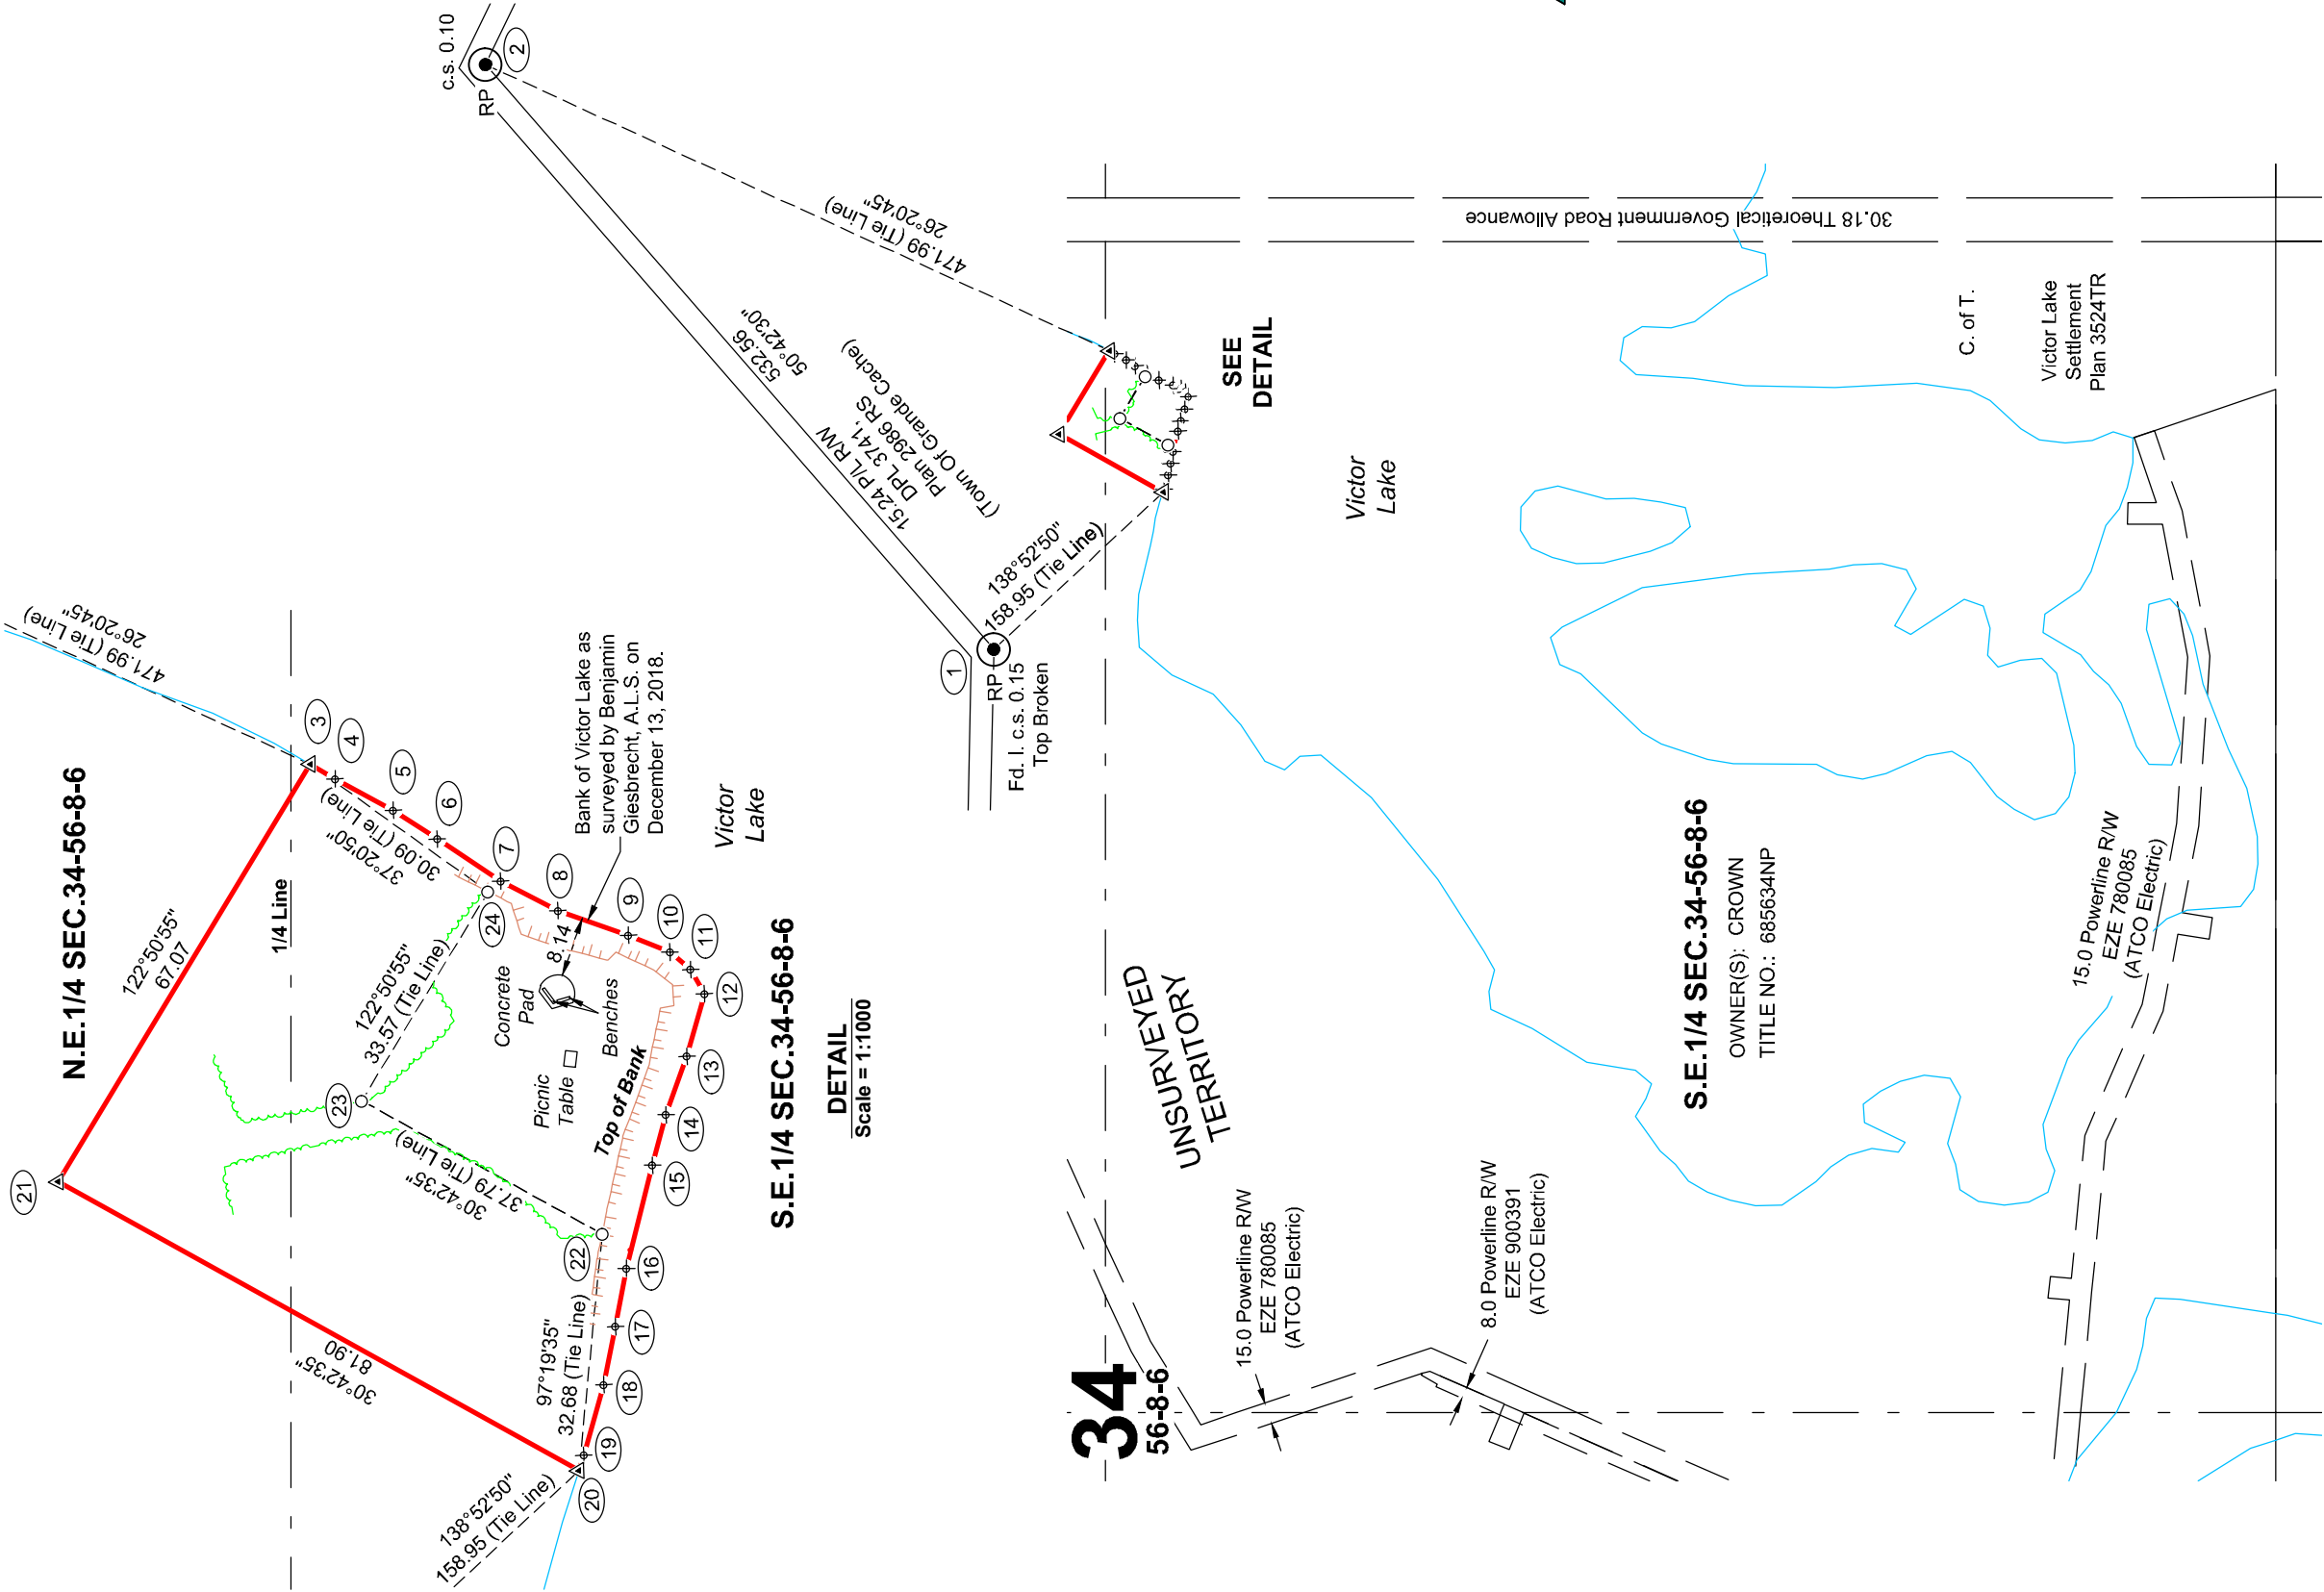 N.E.1/4 SEC.34-56-8-6
471.99 (Tie Line)
26°20'45"
1/4 Line
122°50'55"
67.07
30°42'35"
81.90
37°20'50"
30.09 (Tie Line)
122°50'55"
33.57 (Tie Line)
30°42'35"
37.79 (Tie Line)
97°19'35"
32.68 (Tie Line)
138°52'50"
158.95 (Tie Line)
Concrete
Pad
8.14
Benches
Picnic
Table
Top of Bank
Bank of Victor Lake as
surveyed by Benjamin
Giesbrecht, A.L.S. on
December 13, 2018.
Victor
Lake
3
4
5
6
7
8
9
10
11
12
13
14
15
16
17
18
19
20
21
22
23
24
S.E.1/4 SEC.34-56-8-6
DETAIL
Scale = 1:1000
c.s. 0.10
RP
2
471.99 (Tie Line)
26°20'45"
532.56
50°42'30"
15.24 P/L R/W
DPL 3741,
Plan 2986 RS
(Town Of Grande Cache)
1
RP
Fd. I. c.s. 0.15
Top Broken
138°52'50"
158.95 (Tie Line)
SEE
DETAIL
Victor
Lake
30.18 Theoretical Government Road Allowance
C. of T.
Victor Lake
Settlement
Plan 3524TR
UNSURVEYED
TERRITORY
34
56-8-6
15.0 Powerline R/W
EZE 780085
(ATCO Electric)
8.0 Powerline R/W
EZE 900391
(ATCO Electric)
S.E.1/4 SEC.34-56-8-6
OWNER(S): CROWN
TITLE NO.: 685634NP
15.0 Powerline R/W
EZE 780085
(ATCO Electric)